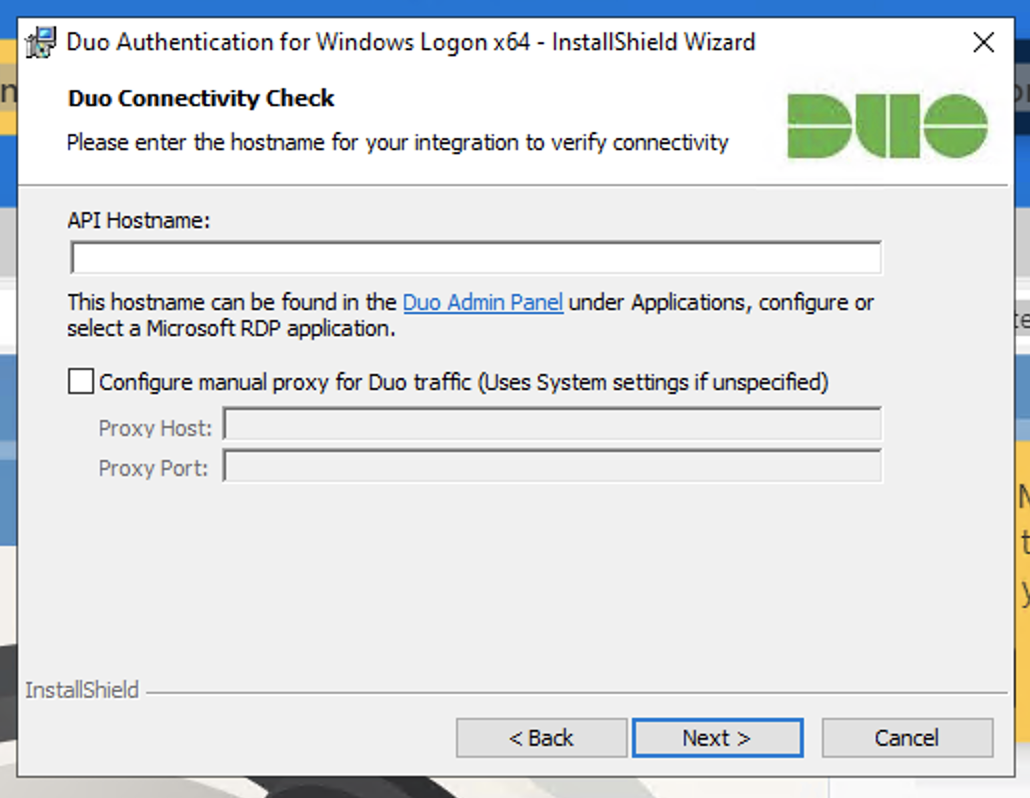 Duo Authentication for Windows Logon x64 - InstallShield Wizard
Duo Connectivity Check
Please enter the hostname for your integration to verify connectivity
DUO
API Hostname:
This hostname can be found in the Duo Admin Panel under Applications, configure or
select a Microsoft RDP application.
Configure manual proxy for Duo traffic (Uses System settings if unspecified)
Proxy Host:
Proxy Port:
InstallShield
< Back
Next >
Cancel